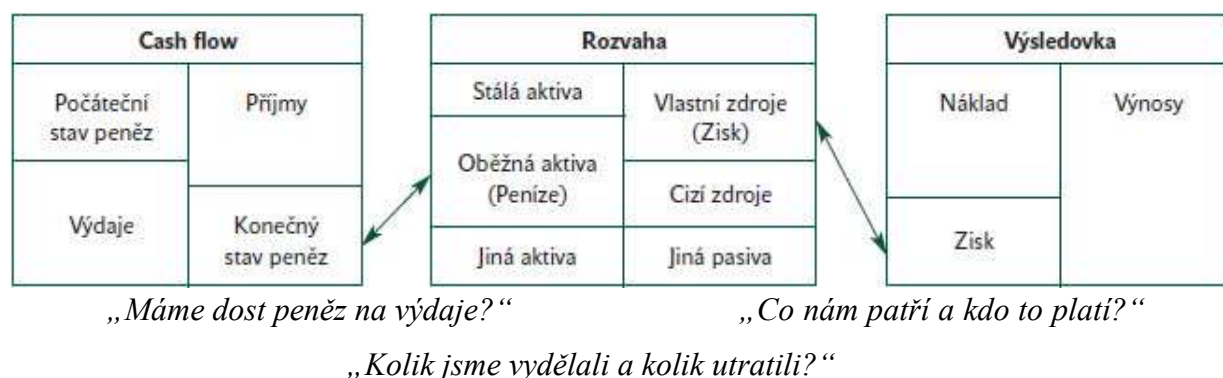 Cash flow
Počáteční
stav peněz
Příjmy
Výdaje
Konečný
stav peněz
Rozvaha
Stálá aktiva
Oběžná aktiva
(Peníze)
Jiná aktiva
Vlastní zdroje
(Zisk)
Cizí zdroje
Jiná pasiva
Výsledovka
Náklad
Zisk
Výnosy
„Máme dost peněz na výdaje?“
„Co nám patří a kdo to platí?“
„Kolik jsme vydělali a kolik utratili?“